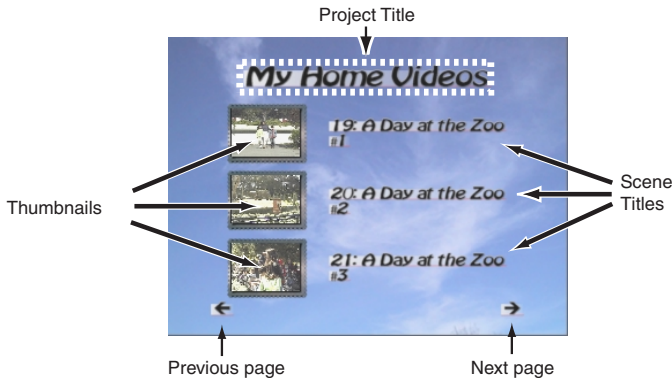 Project Title
My Home Videos
19: A Day at the Zoo
#1
Thumbnails
20: A Day at the Zoo
#2
Scene
Titles
21: A Day at the Zoo
#3
Previous page
Next page